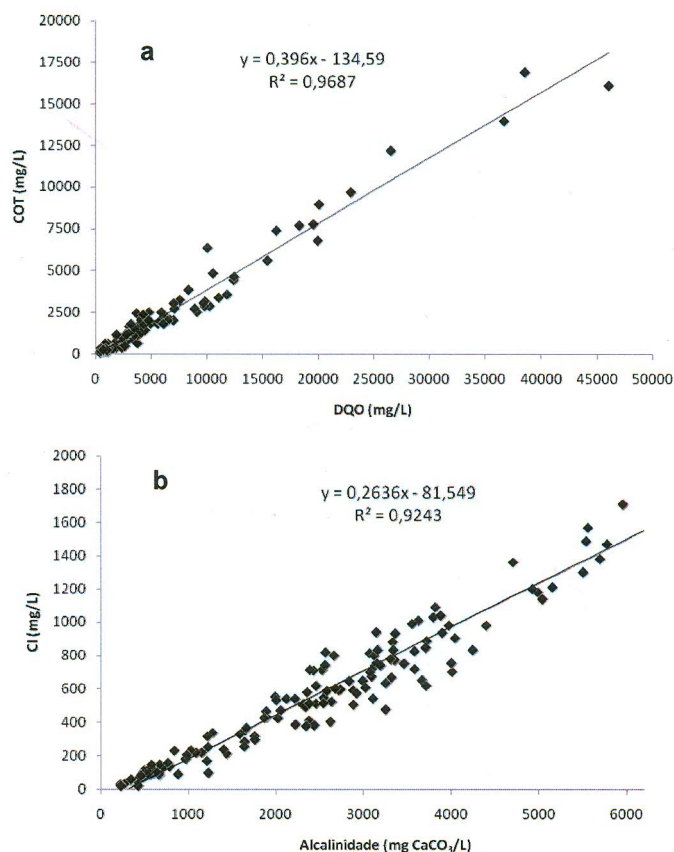 a
y = 0,396x - 134,59
R² = 0,9687
COT (mg/L)
20000
17500
15000
12500
10000
7500
5000
2500
0
0 5000 10000 15000 20000 25000 30000 35000 40000 45000 50000
DQO (mg/L)
b
y = 0,2636x - 81,549
R² = 0,9243
CI (mg/L)
2000
1800
1600
1400
1200
1000
800
600
400
200
0
0 1000 2000 3000 4000 5000 6000
Alcalinidade (mg CaCO₃/L)